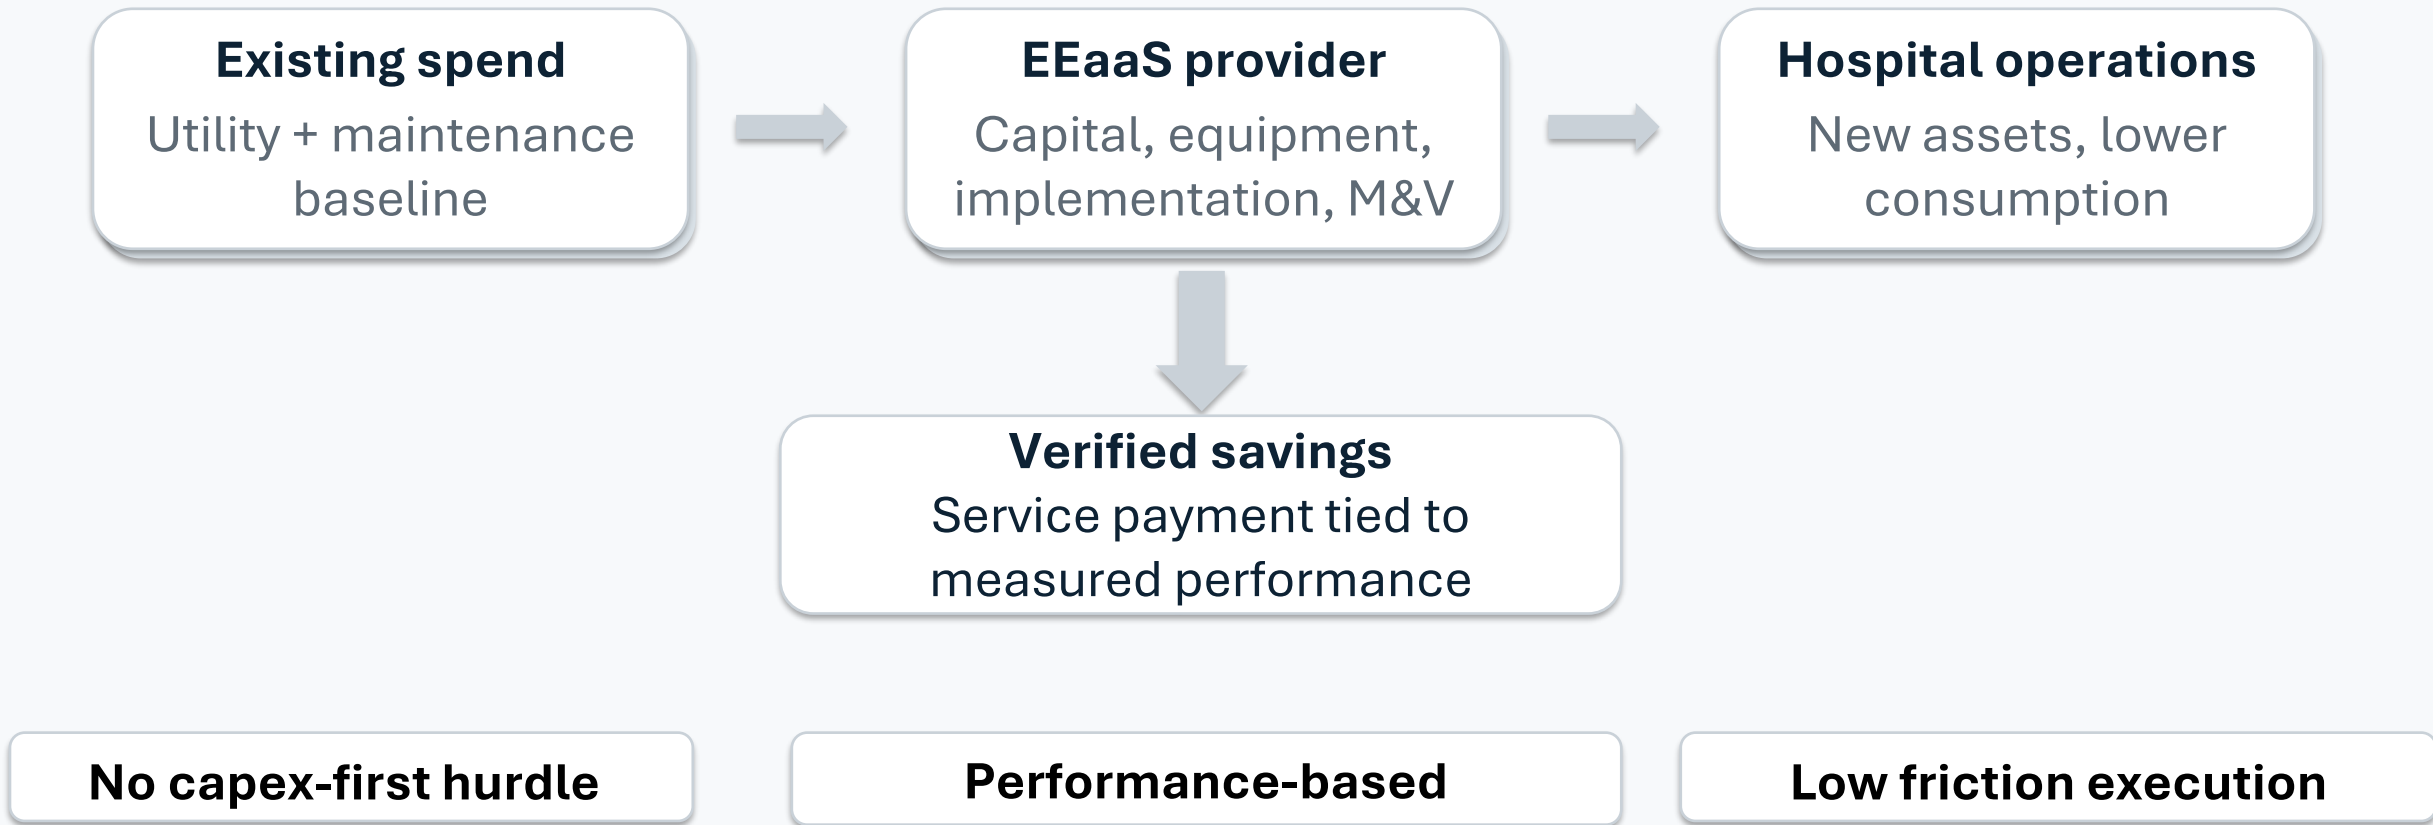 Existing spend
Utility + maintenance
baseline
EEaaS provider
Capital, equipment,
implementation, M&V
Hospital operations
New assets, lower
consumption
Verified savings
Service payment tied to
measured performance
No capex-first hurdle
Performance-based
Low friction execution